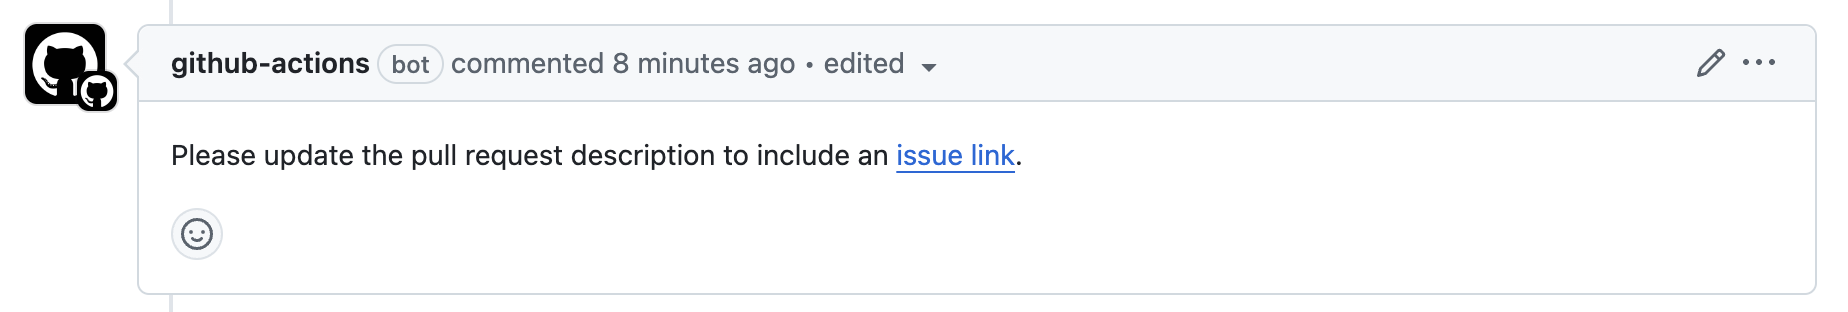 github-actions bot commented 8 minutes ago • edited
Please update the pull request description to include an issue link.